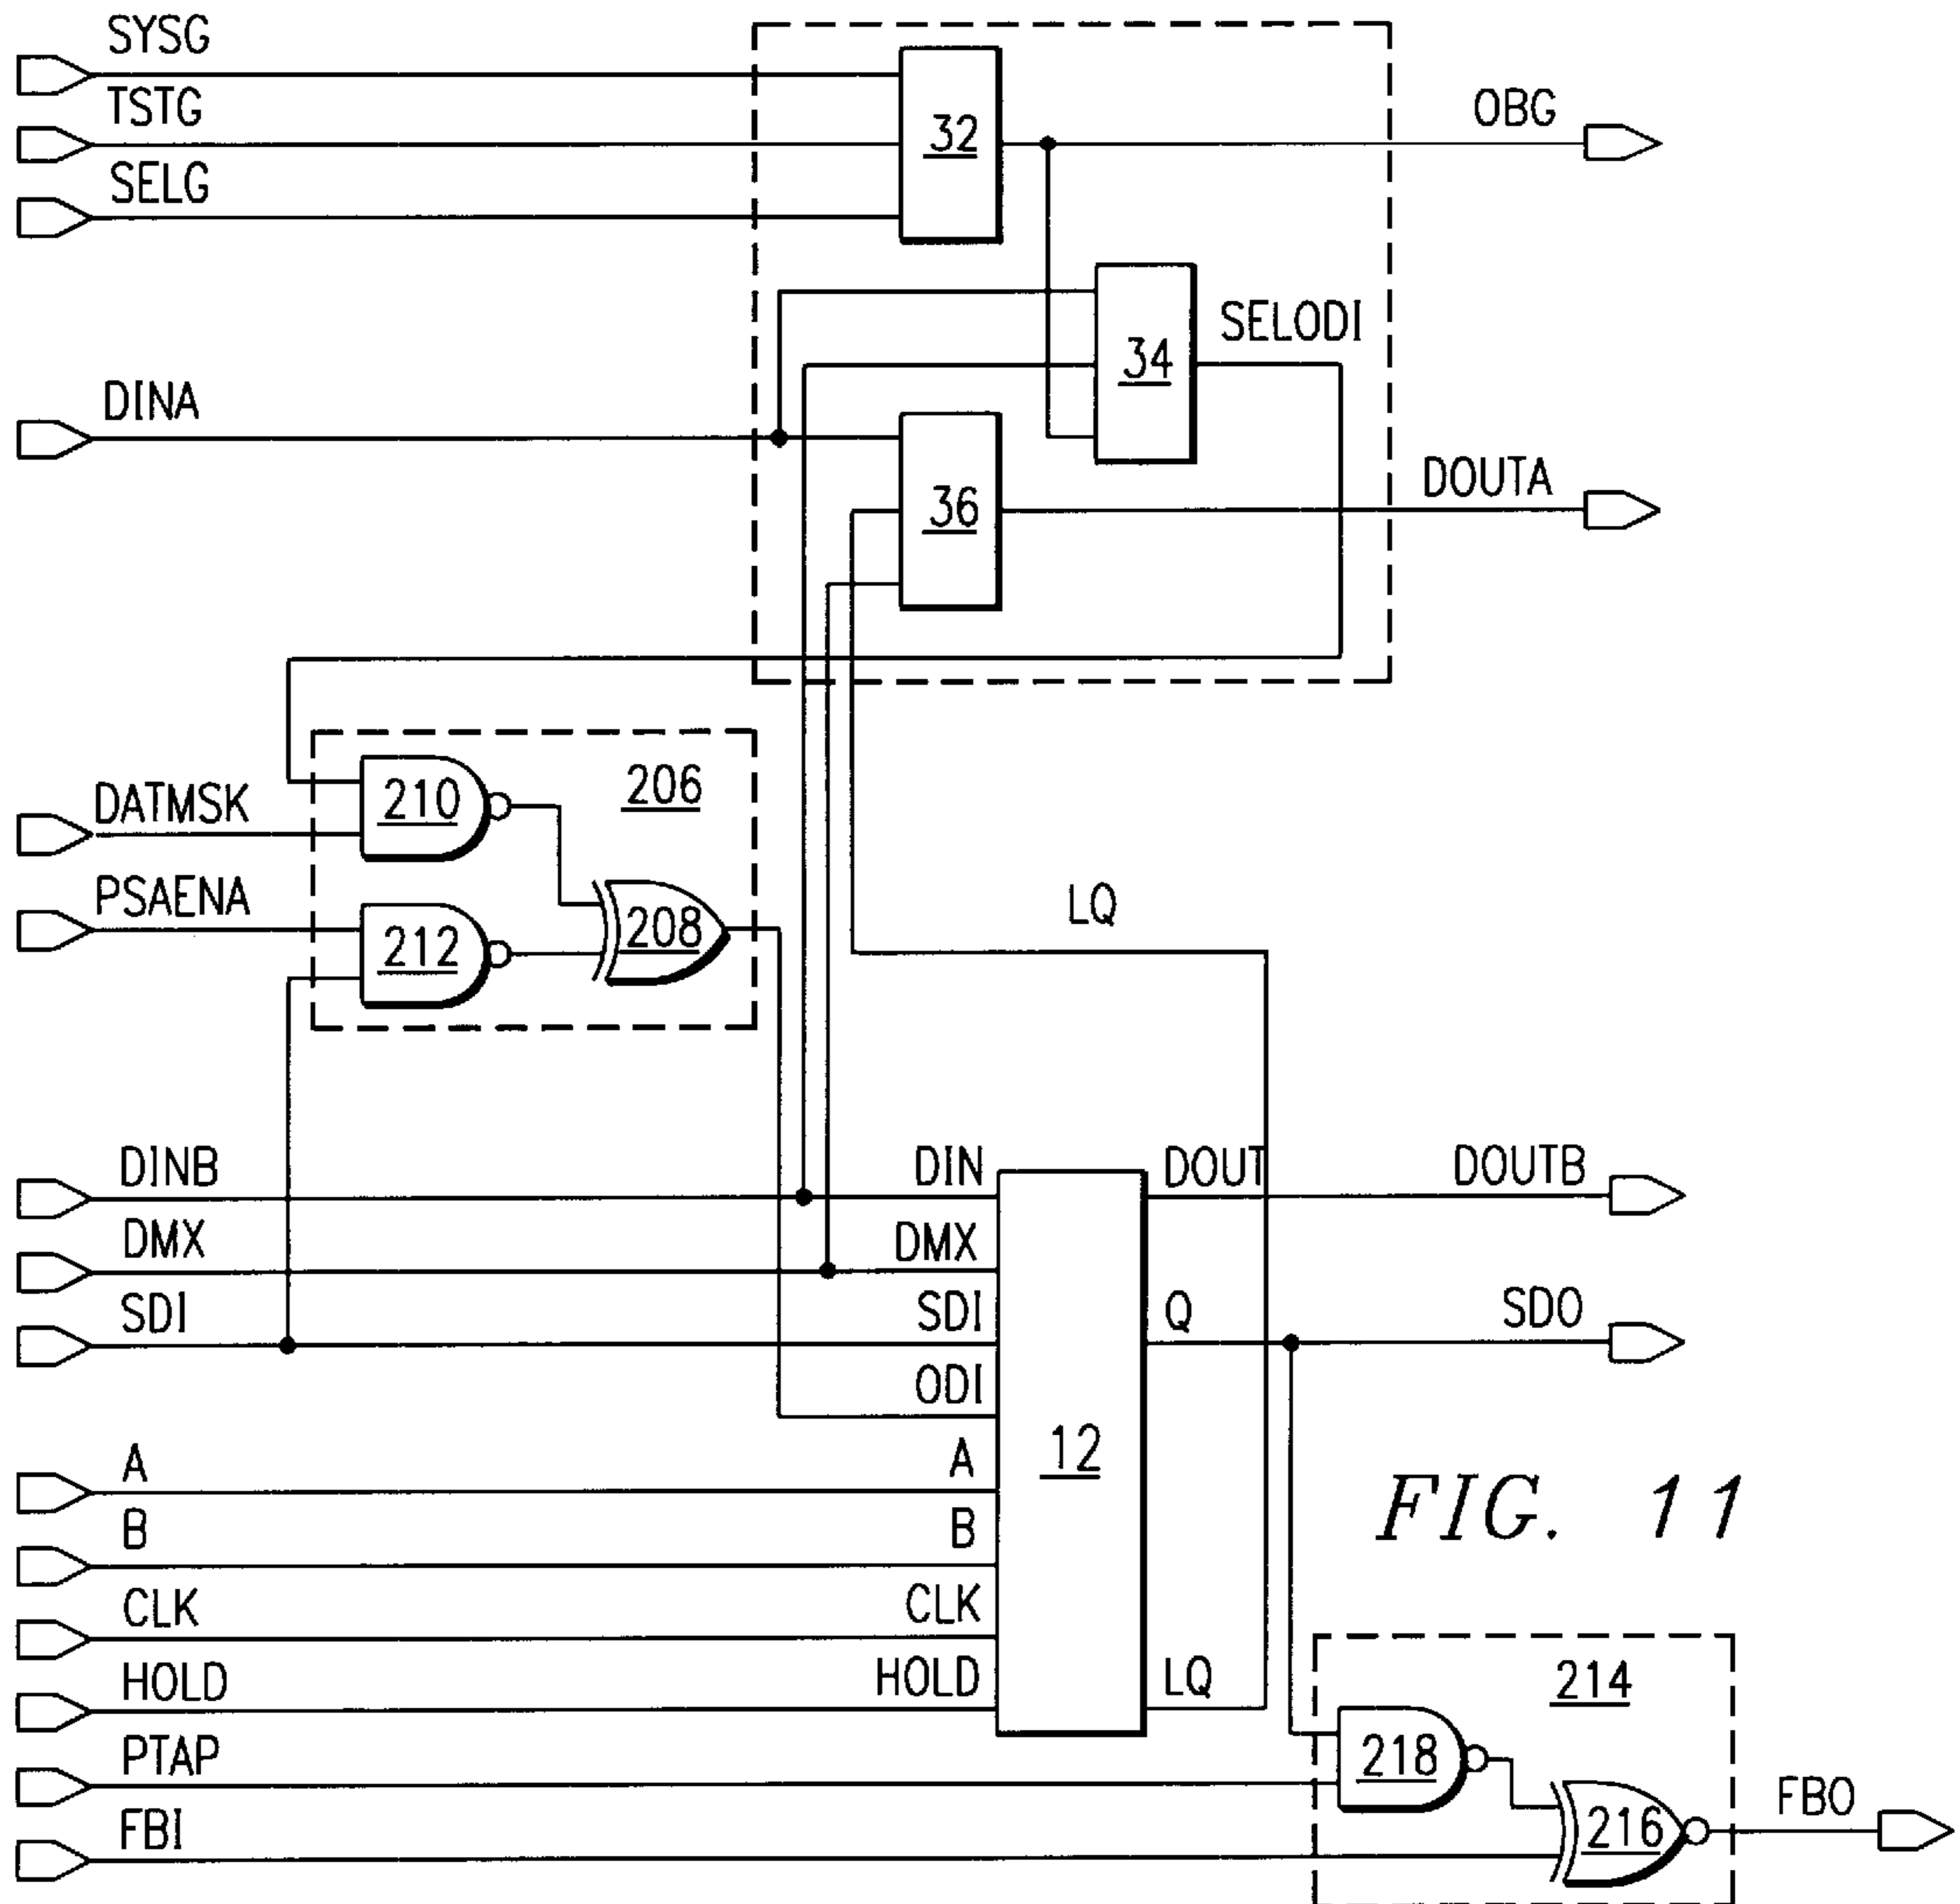 SYSG
TSTG
32
OBG
SELG
34
SELODI
DINA
36
DOUTA
DATMSK
210
206
PSAENA
212
208
LQ
DINB
DIN
DOUT
DOUTB
DMX
DMX
SDI
SDI
Q
SDO
ODI
12
A
A
B
B
FIG. 11
CLK
CLK
HOLD
HOLD
LQ
214
PTAP
218
FBI
216
FBO